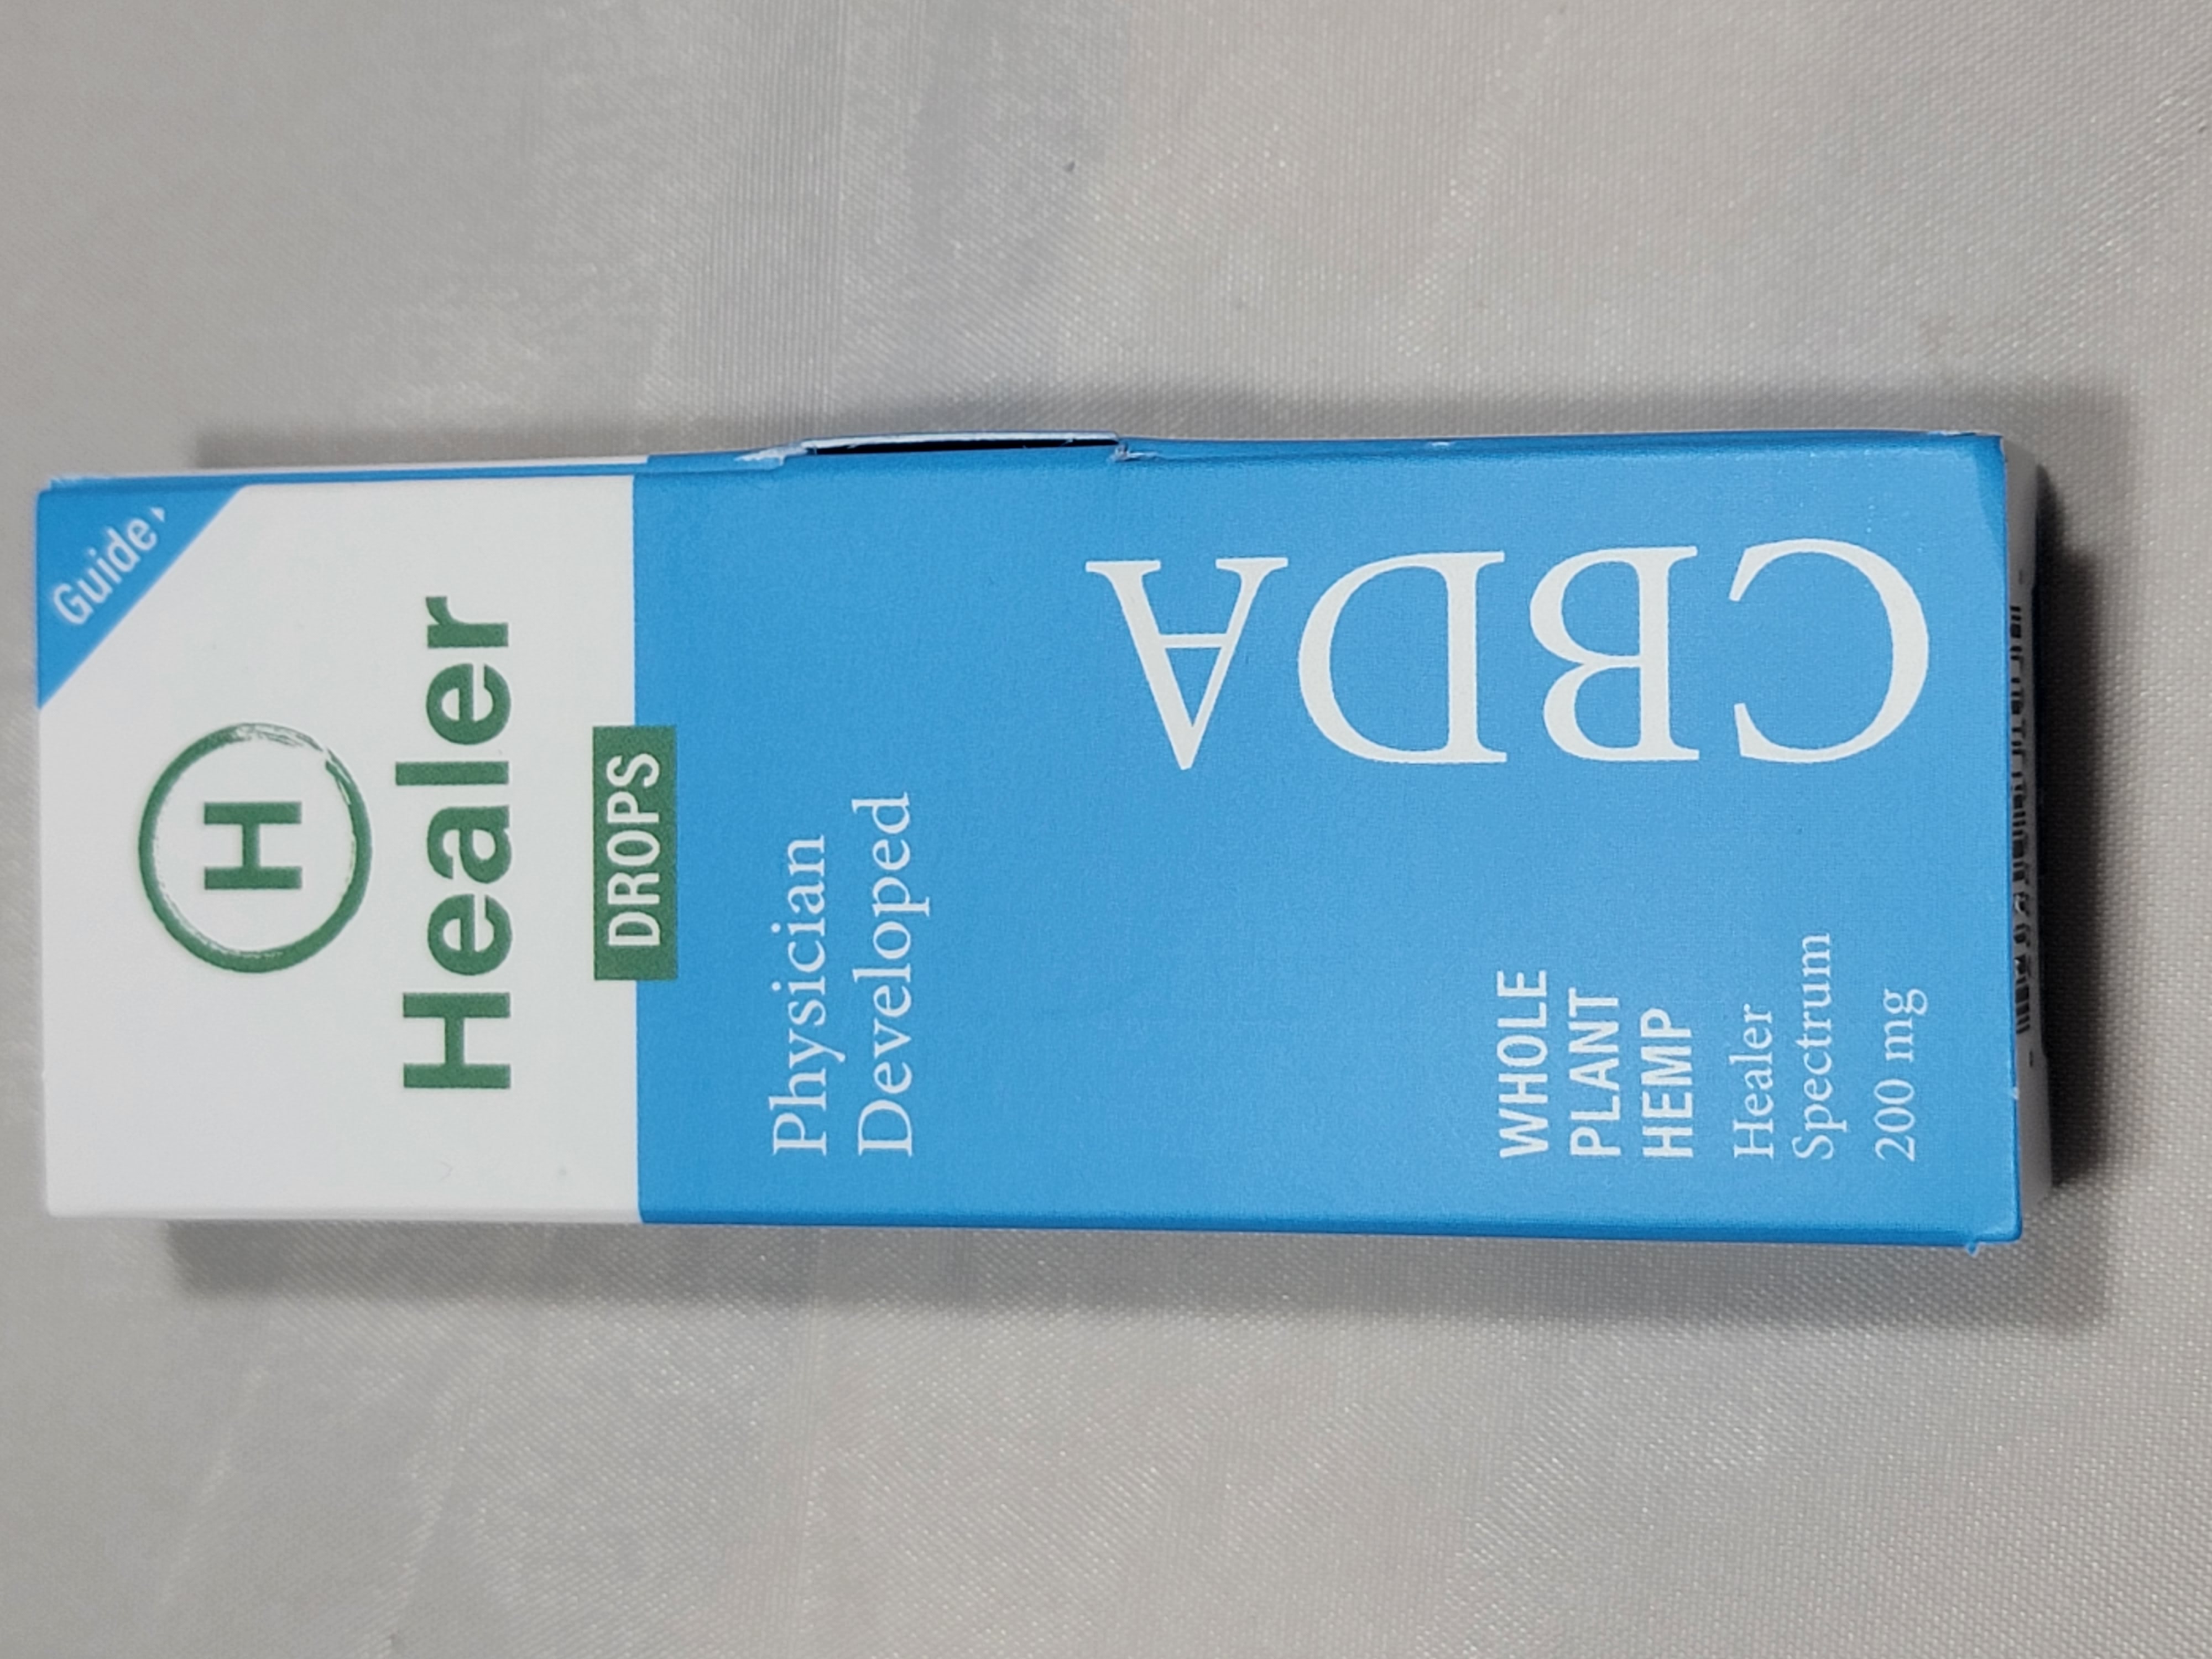 Guide
H
Healer
DROPS
Physician
Developed
CBDA
WHOLE
PLANT
HEMP
Healer
Spectrum
200 mg